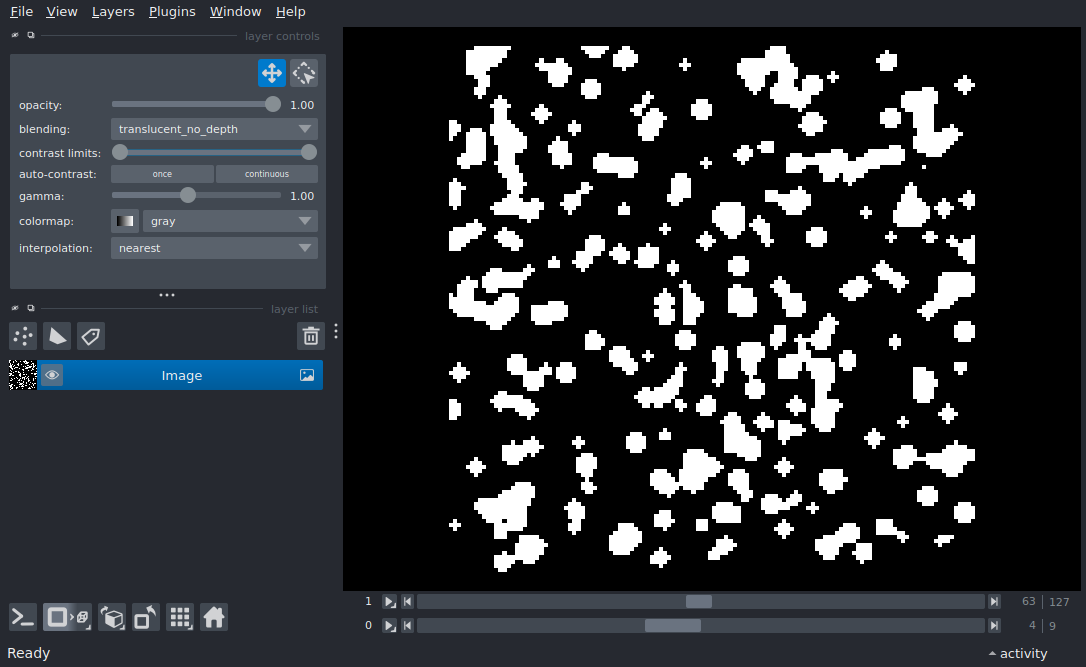 File View Layers Plugins Window Help
layer controls
opacity: 1.00
blending: translucent_no_depth
contrast limits:
auto-contrast: once continuous
gamma: 1.00
colormap: gray
interpolation: nearest
layer list
Image
1 63 127
0 4 9
Ready activity